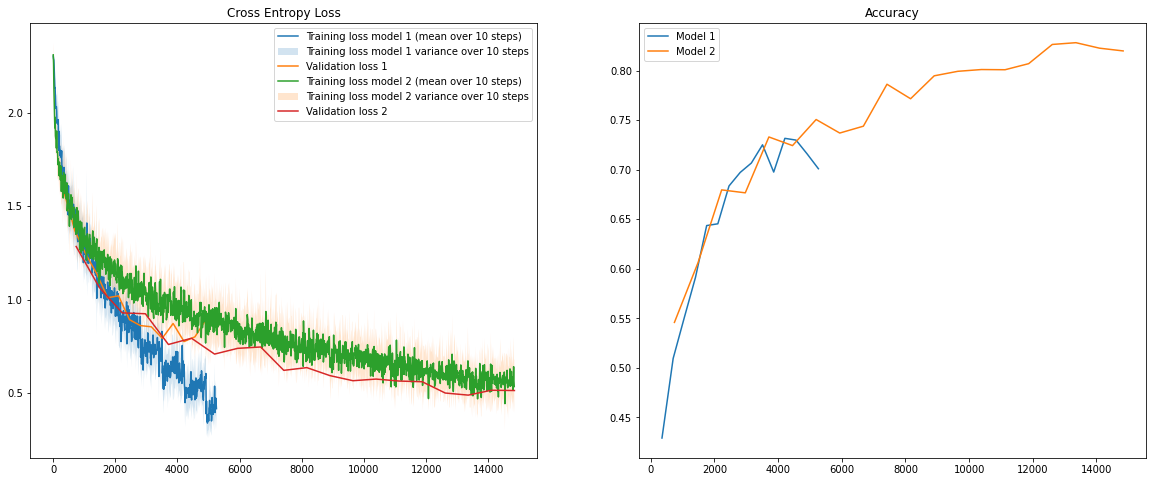 Cross Entropy Loss
Training loss model 1 (mean over 10 steps)
Training loss model 1 variance over 10 steps
Validation loss 1
Training loss model 2 (mean over 10 steps)
Training loss model 2 variance over 10 steps
Validation loss 2
2.0
1.5
1.0
0.5
0 2000 4000 6000 8000 10000 12000 14000
Accuracy
Model 1
Model 2
0.80
0.75
0.70
0.65
0.60
0.55
0.50
0.45
0 2000 4000 6000 8000 10000 12000 14000